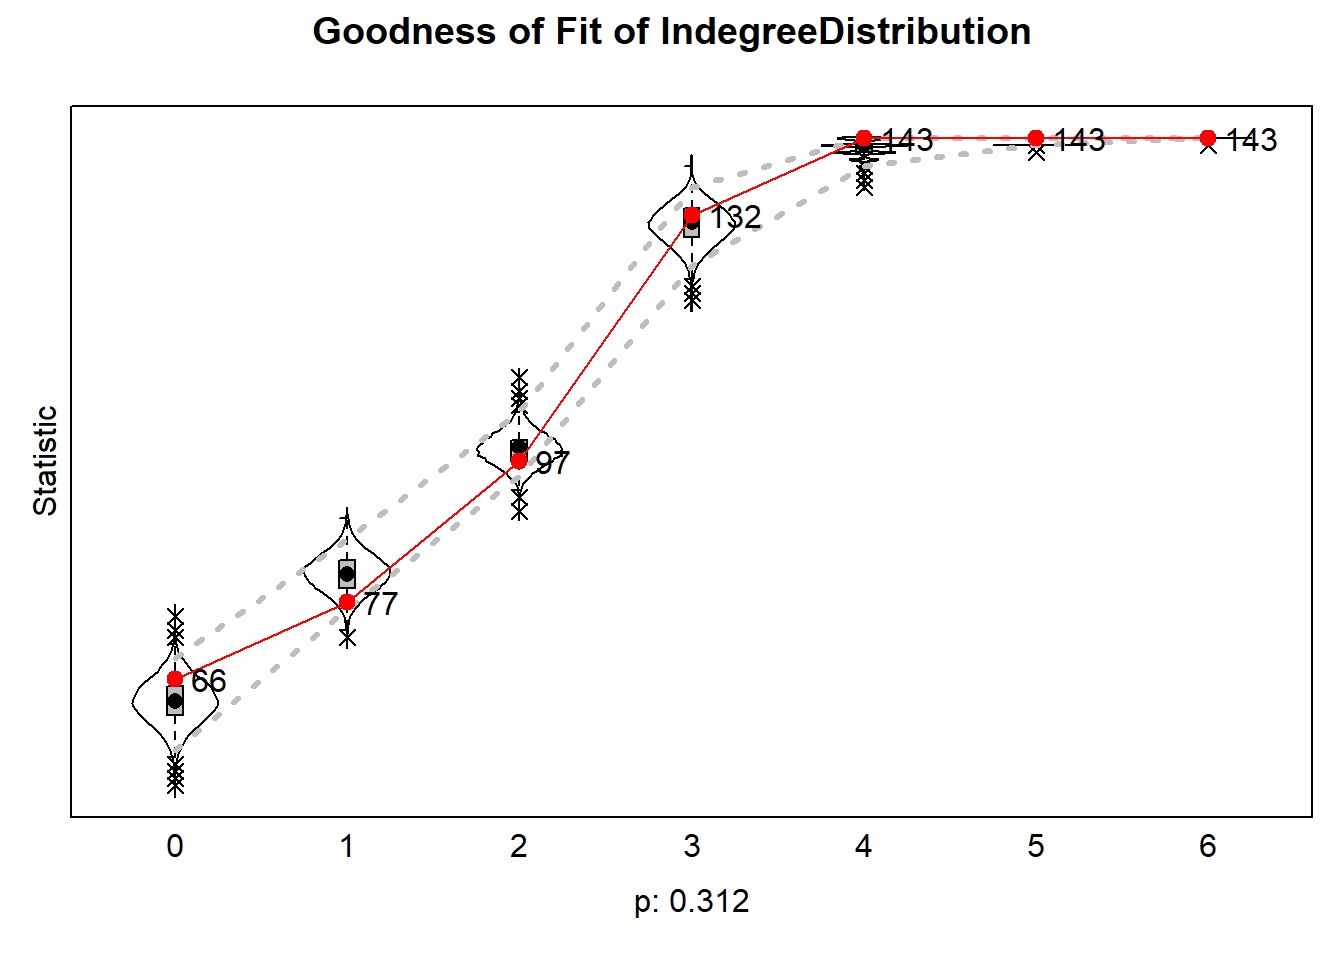 Goodness of Fit of IndegreeDistribution
Statistic
143
143
143
132
97
77
66
0 1 2 3 4 5 6
p: 0.312